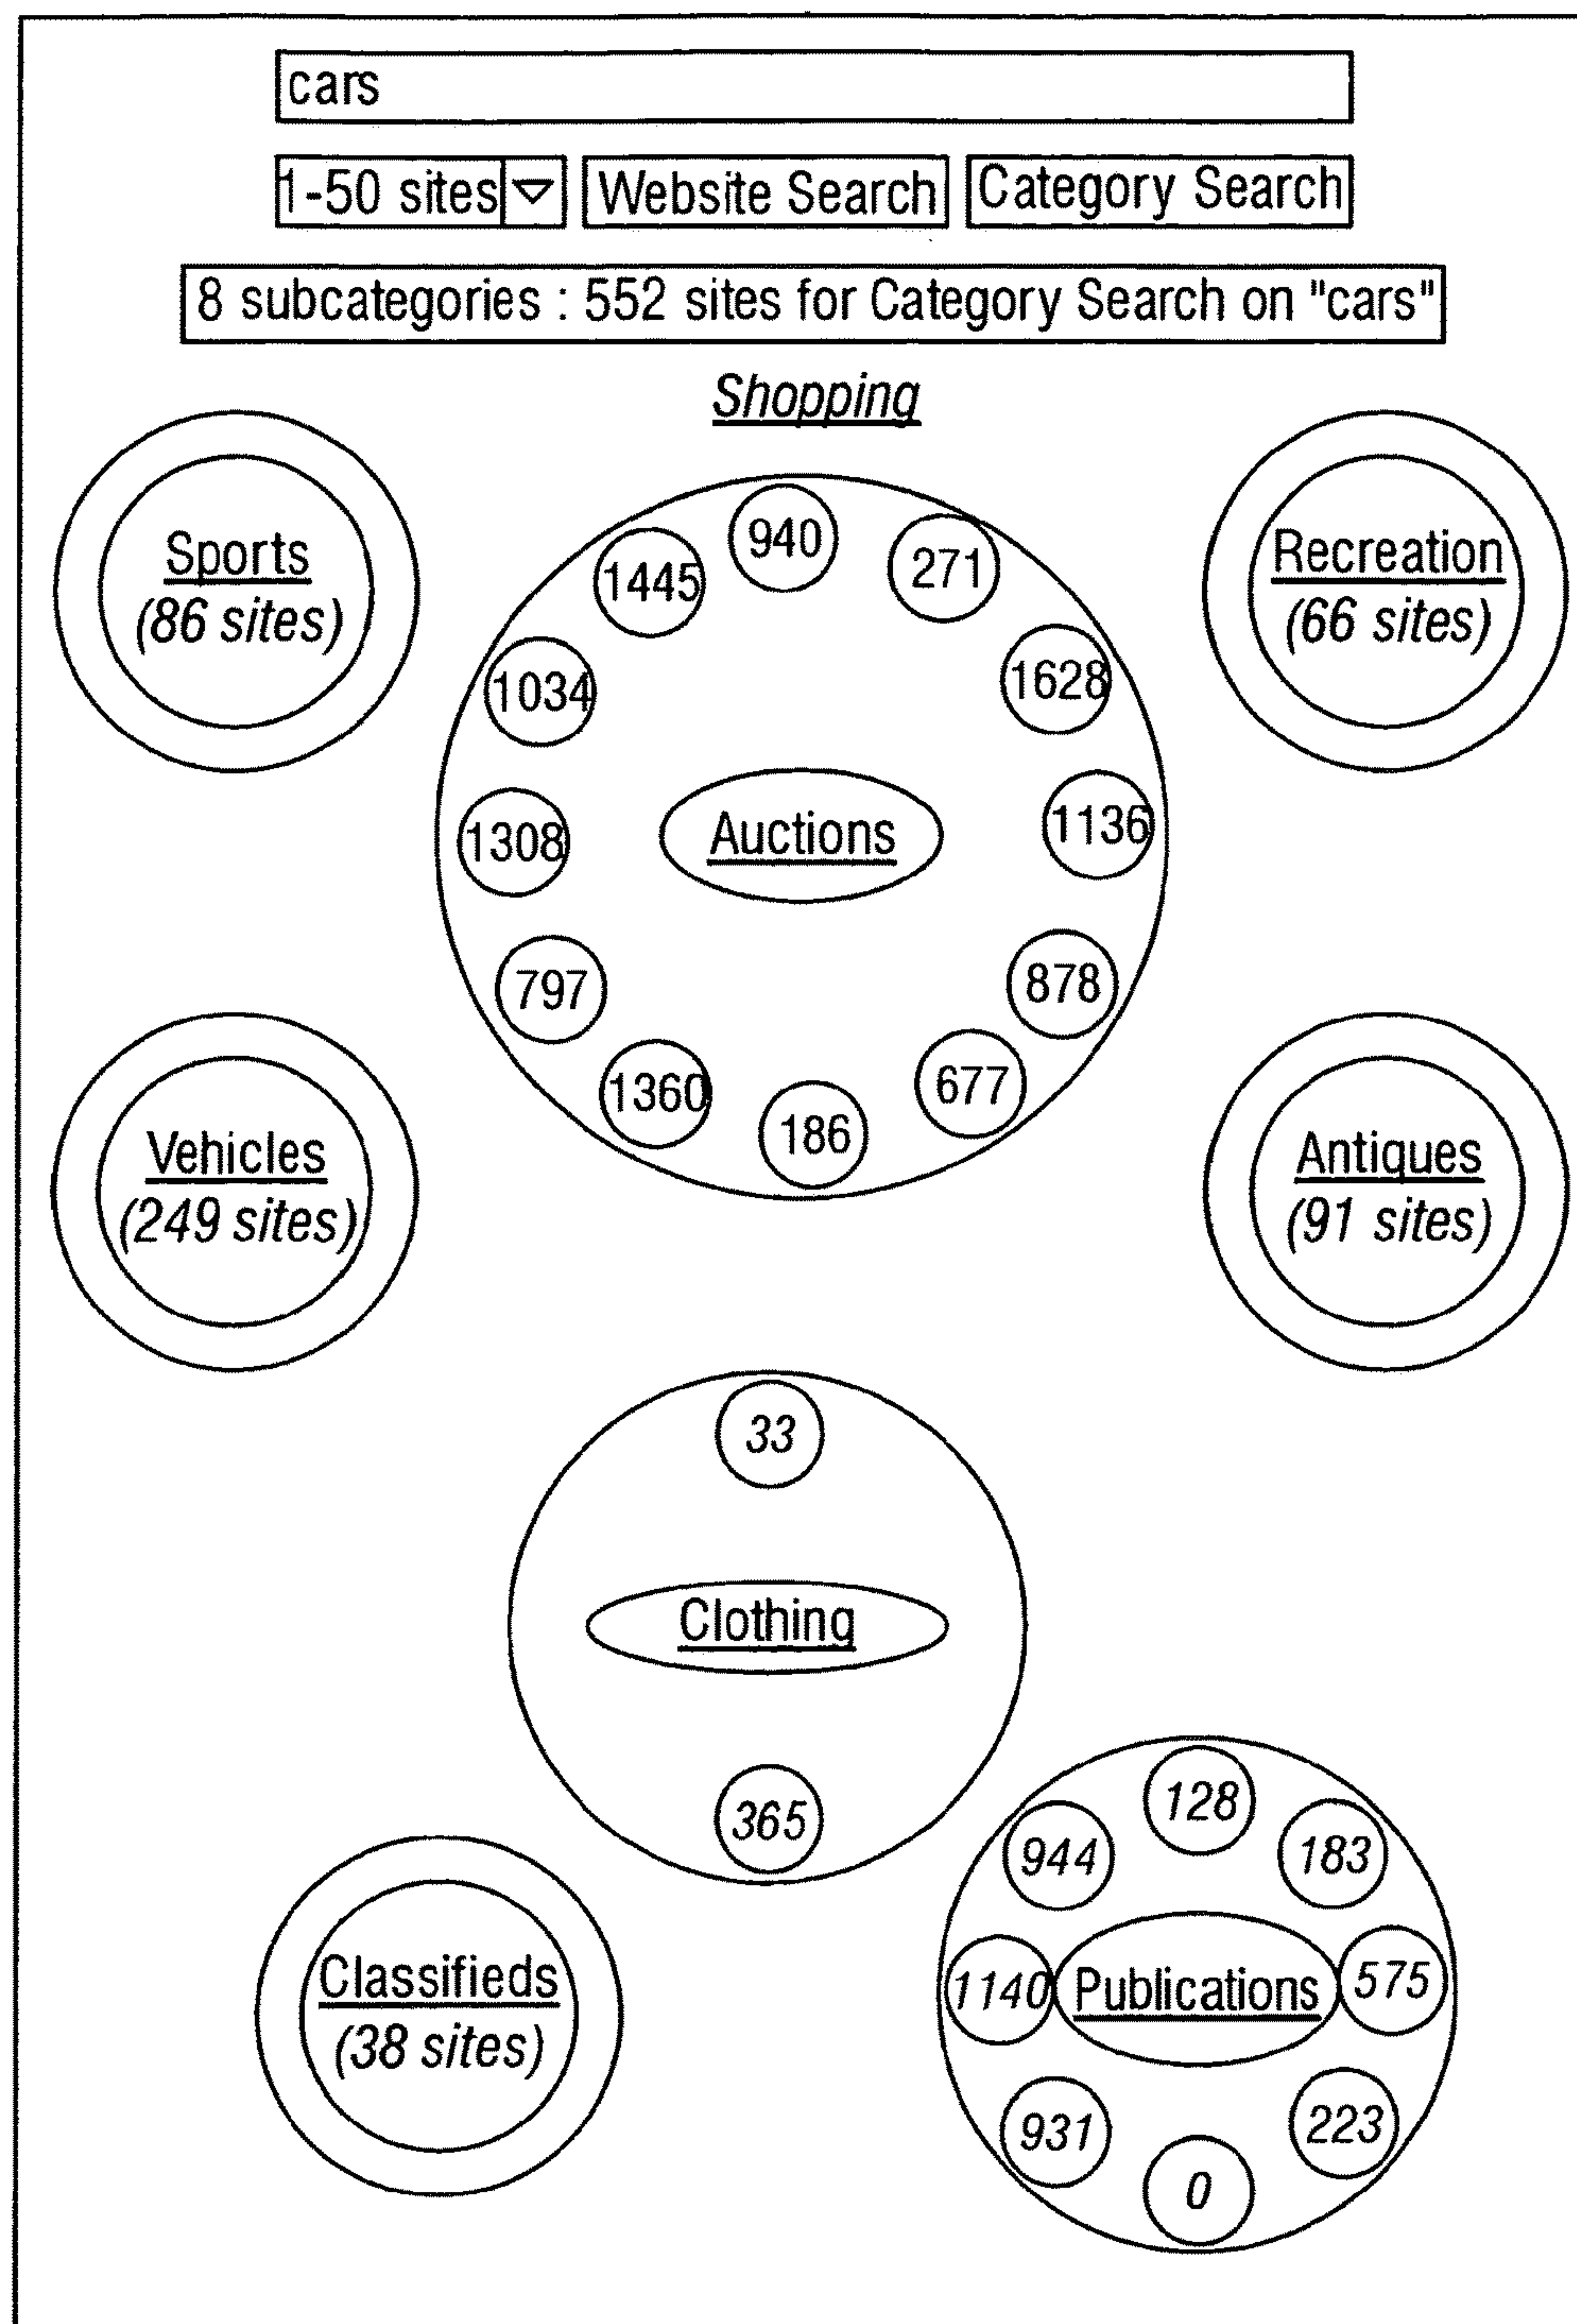 cars
1-50 sites
Website Search
Category Search
8 subcategories : 552 sites for Category Search on "cars"
Shopping
Sports
(86 sites)
Recreation
(66 sites)
940
271
1628
1136
878
677
186
1360
797
1308
1034
1445
Auctions
Vehicles
(249 sites)
Antiques
(91 sites)
33
Clothing
365
Classifieds
(38 sites)
128
183
575
223
0
931
1140
944
Publications